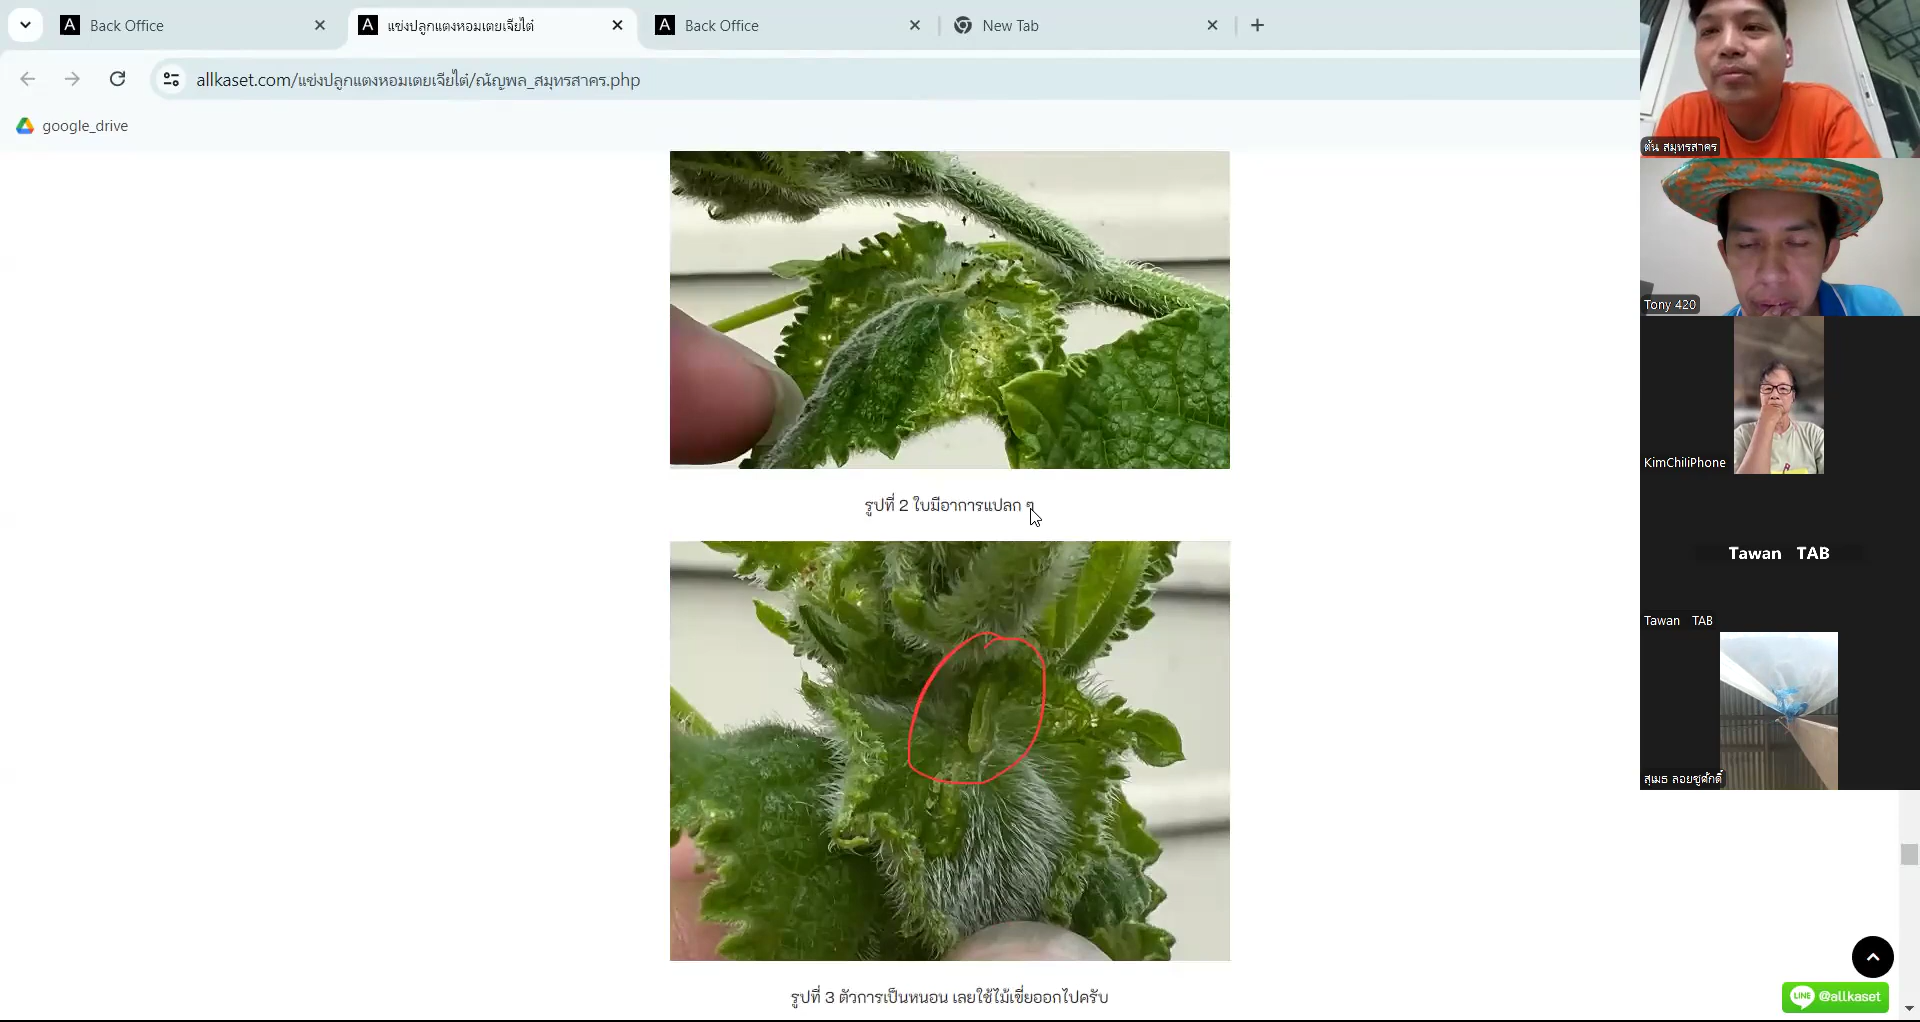 Back Office
แข่งปลูกแตงหอมเตยเจียไต๋
Back Office
New Tab
allkaset.com/แข่งปลูกแตงหอมเตยเจียไต๋/ณัญพล_สมุทรสาคร.php
google_drive
ต้น สมุทรสาคร
Tony 420
KimChiliPhone
รูปที่ 2 ใบมีอาการแปลก ๆ
Tawan TAB
Tawan TAB
สุเมธ ลอยชูศักดิ์
รูปที่ 3 ตัวการเป็นหนอน เลยใช้ไม้เขี่ยออกไปครับ
LINE @allkaset